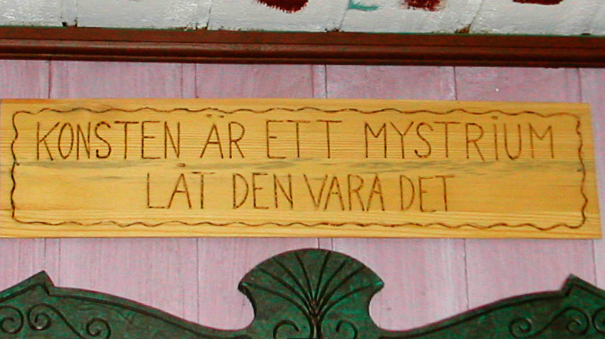 KONSTEN ÄR ETT MYSTRIUM
LÅT DEN VARA DET